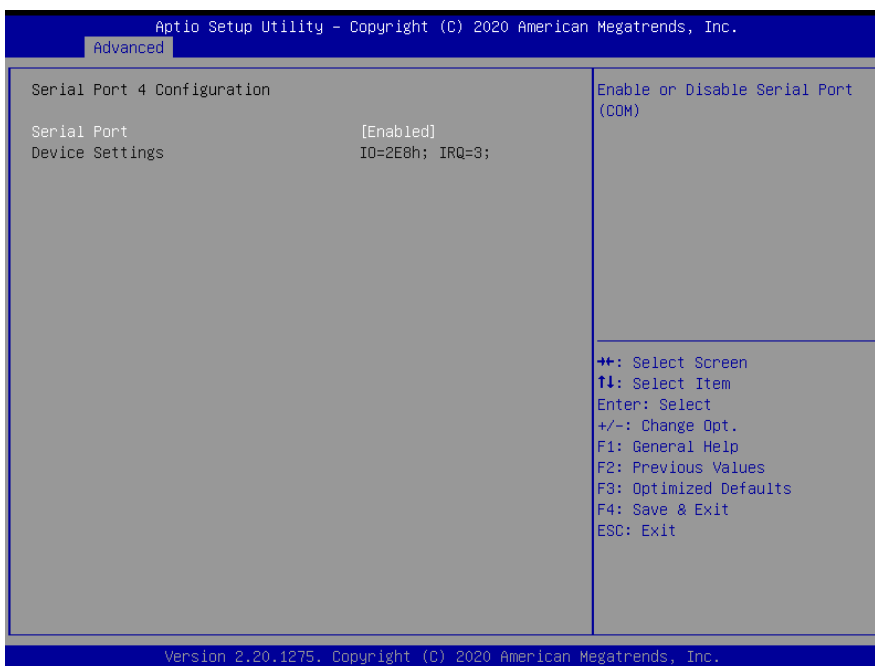 Aptio Setup Utility – Copyright (C) 2020 American Megatrends, Inc.
Advanced
Serial Port 4 Configuration
Serial Port [Enabled]
Device Settings IO=2E8h; IRQ=3;
Enable or Disable Serial Port
(COM)
→←: Select Screen
↑↓: Select Item
Enter: Select
+/-: Change Opt.
F1: General Help
F2: Previous Values
F3: Optimized Defaults
F4: Save & Exit
ESC: Exit
Version 2.20.1275. Copyright (C) 2020 American Megatrends, Inc.